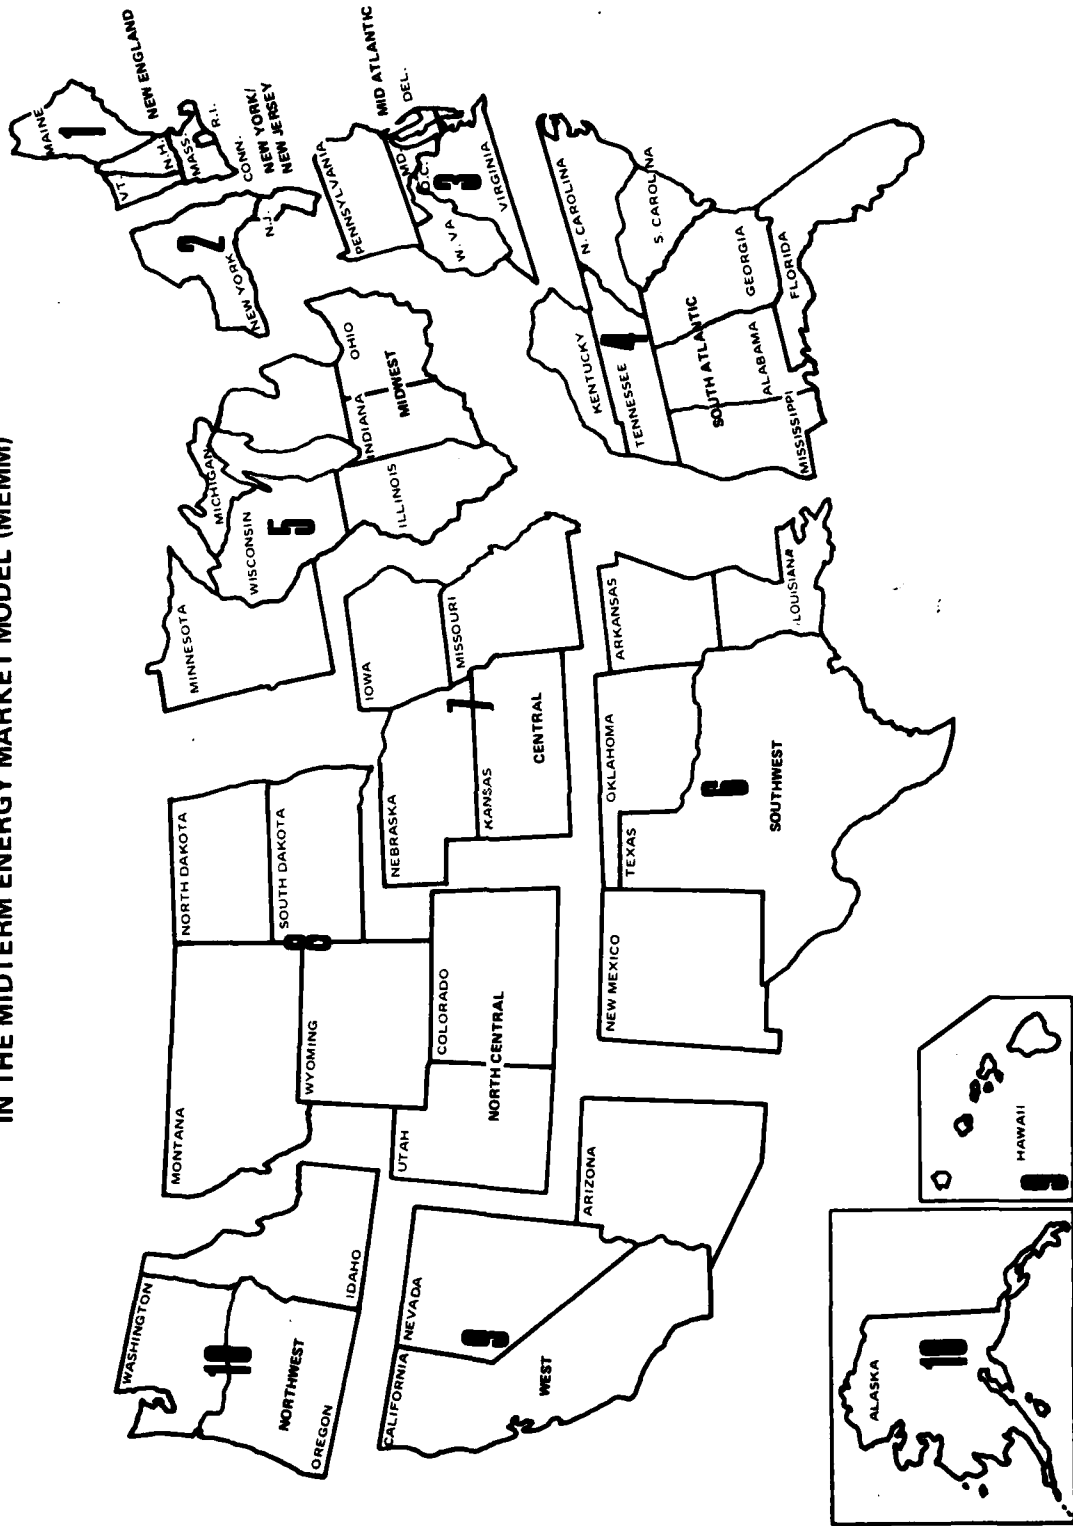 IN THE MIDTERM ENERGY MARKET MODEL (MEMM)
WASHINGTON
10
NORTHWEST
OREGON
IDAHO
MONTANA
8
WYOMING
NORTH DAKOTA
SOUTH DAKOTA
UTAH
COLORADO
NORTH CENTRAL
CALIFORNIA
NEVADA
9
WEST
ARIZONA
NEBRASKA
IOWA
7
KANSAS
MISSOURI
CENTRAL
MINNESOTA
WISCONSIN
MICHIGAN
5
ILLINOIS
INDIANA
OHIO
MIDWEST
NEW MEXICO
TEXAS
OKLAHOMA
ARKANSAS
LOUISIANA
6
SOUTHWEST
KENTUCKY
TENNESSEE
4
N. CAROLINA
S. CAROLINA
SOUTH ATLANTIC
MISSISSIPPI
ALABAMA
GEORGIA
FLORIDA
PENNSYLVANIA
MID ATLANTIC
MD.
DEL.
D.C.
3
W. VA
VIRGINIA
NEW YORK
2
N.J.
NEW YORK/
NEW JERSEY
MAINE
1
VT.
N.H.
MASS.
R.I.
CONN.
NEW ENGLAND
ALASKA
10
HAWAII
9